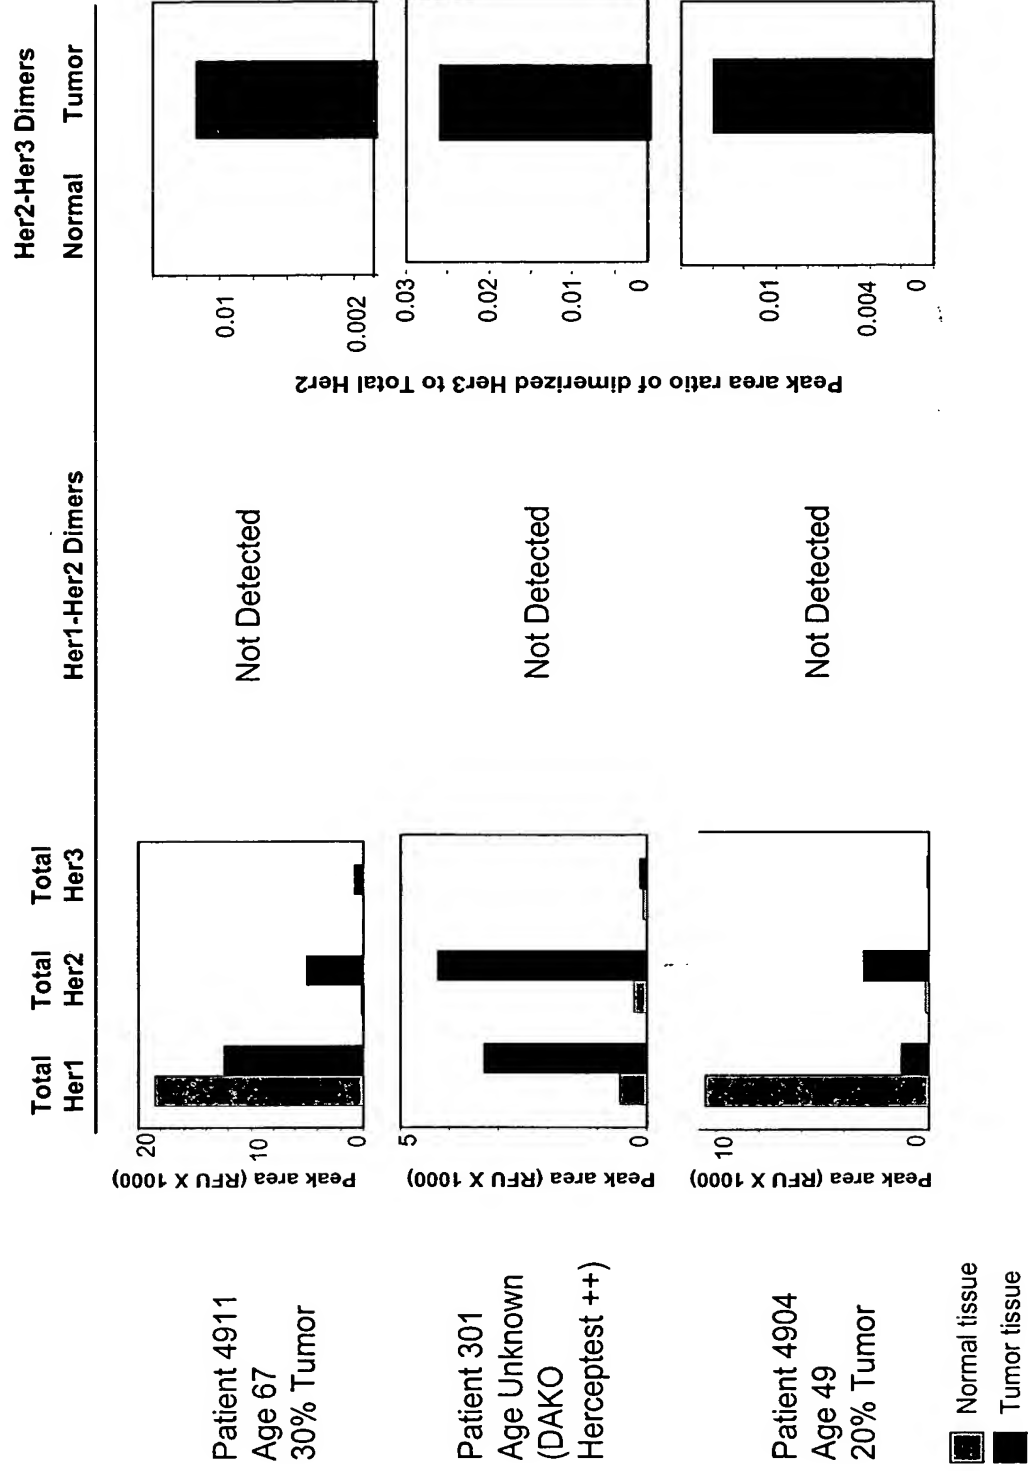 Her1-Her2 Dimers
Her2-Her3 Dimers
Total
Her1
Total
Her2
Total
Her3
Normal
Tumor
Patient 4911
Age 67
30% Tumor
Peak area (RFU X 1000)
20
10
0
Not Detected
0.01
0.002
Patient 301
Age Unknown
(DAKO
Herceptest ++)
Peak area (RFU X 1000)
5
0
Not Detected
Peak area ratio of dimerized Her3 to Total Her2
0.03
0.02
0.01
0
Patient 4904
Age 49
20% Tumor
Peak area (RFU X 1000)
10
0
Not Detected
0.01
0.004
0
Normal tissue
Tumor tissue